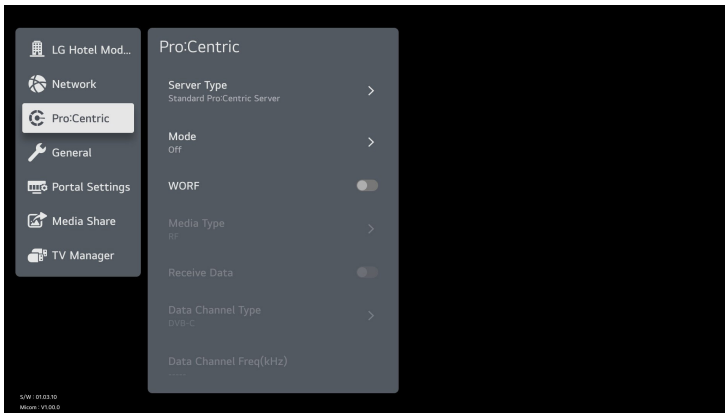 LG Hotel Mod...
Network
Pro:Centric
General
Portal Settings
Media Share
TV Manager
Pro:Centric
Server Type
Standard Pro:Centric Server
Mode
Off
WORF
Media Type
RF
Receive Data
Data Channel Type
DVB-C
Data Channel Freq(kHz)
-----
S/W : 01.03.10
Micom : V1.00.0